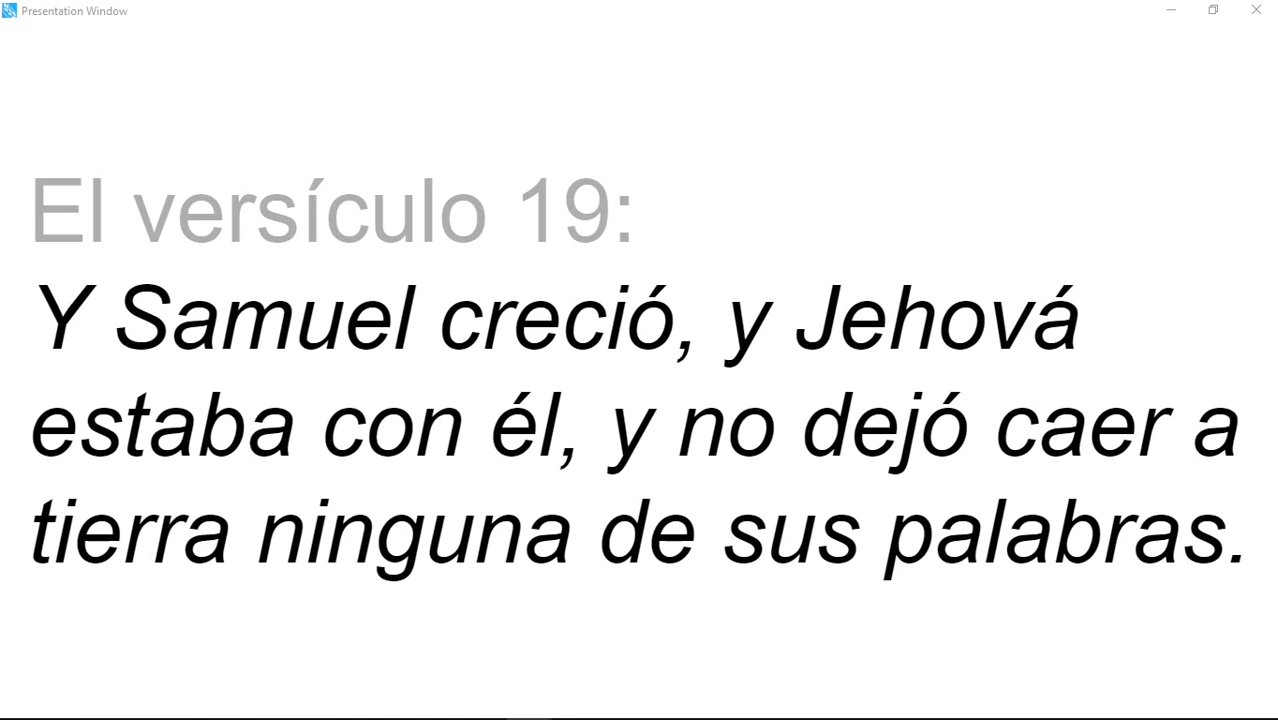 Presentation Window
El versículo 19:
Y Samuel creció, y Jehová
estaba con él, y no dejó caer a
tierra ninguna de sus palabras.